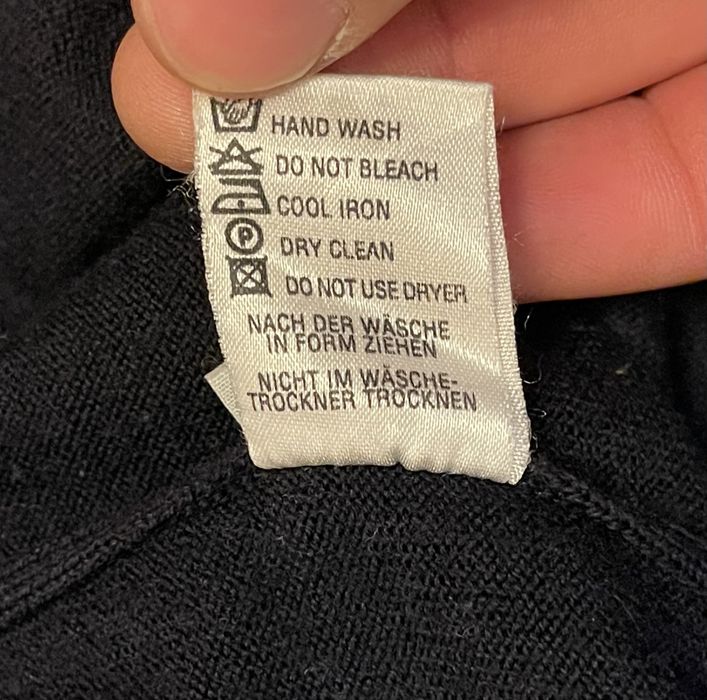 HAND WASH
DO NOT BLEACH
COOL IRON
P DRY CLEAN
DO NOT USE DRYER
NACH DER WÄSCHE
IN FORM ZIEHEN
NICHT IM WÄSCHE-
TROCKNER TROCKNEN